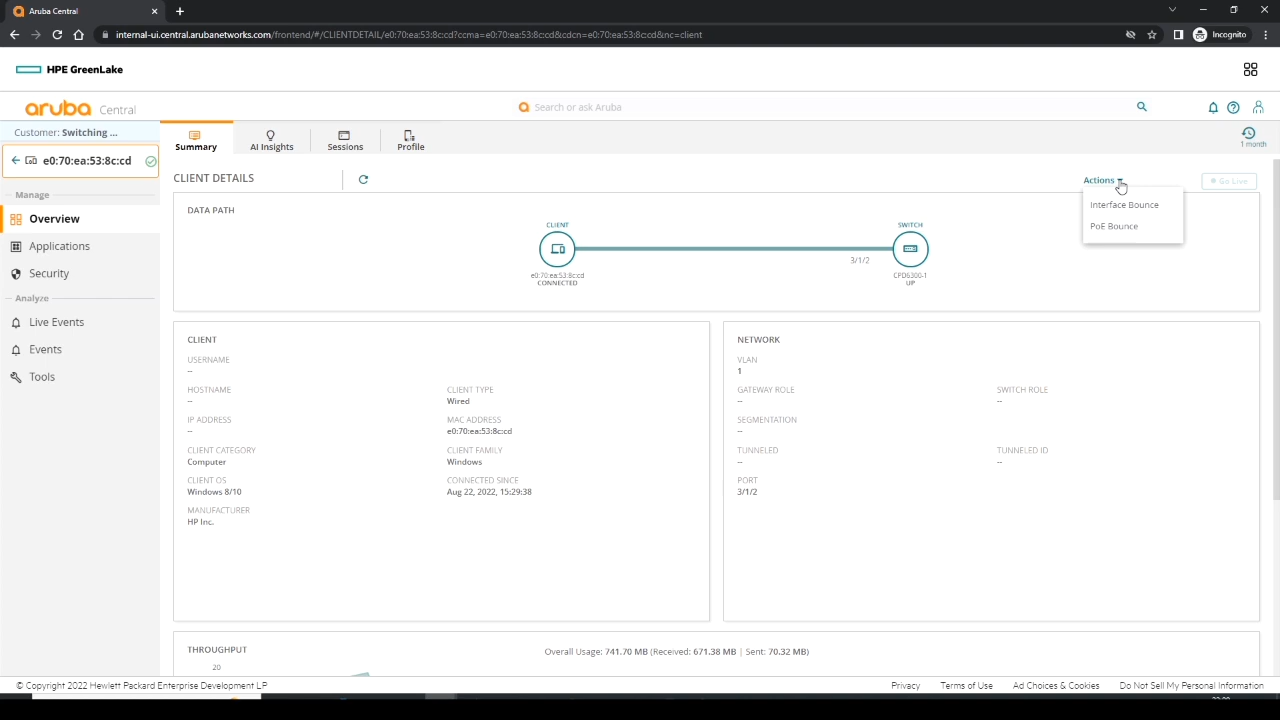 Aruba Central
internal-ui.central.arubanetworks.com/frontend/#/CLIENTDETAIL/e0:70:ea:53:8c:cd?ccma=e0:70:ea:53:8c:cd&cdcn=e0:70:ea:53:8c:cd&nc=client
Incognito
HPE GreenLake
aruba Central
Search or ask Aruba
Customer: Switching ...
e0:70:ea:53:8c:cd
Summary
AI Insights
Sessions
Profile
1 month
Manage
Overview
Applications
Security
Analyze
Live Events
Events
Tools
CLIENT DETAILS
Actions
Go Live
Interface Bounce
PoE Bounce
DATA PATH
CLIENT
SWITCH
3/1/2
e0:70:ea:53:8c:cd
CONNECTED
CPD6300-1
UP
CLIENT
USERNAME
--
HOSTNAME
--
CLIENT TYPE
Wired
IP ADDRESS
--
MAC ADDRESS
e0:70:ea:53:8c:cd
CLIENT CATEGORY
Computer
CLIENT FAMILY
Windows
CLIENT OS
Windows 8/10
CONNECTED SINCE
Aug 22, 2022, 15:29:38
MANUFACTURER
HP Inc.
NETWORK
VLAN
1
GATEWAY ROLE
--
SWITCH ROLE
--
SEGMENTATION
--
TUNNELED
--
TUNNELED ID
--
PORT
3/1/2
THROUGHPUT
Overall Usage: 741.70 MB (Received: 671.38 MB | Sent: 70.32 MB)
20
© Copyright 2022 Hewlett Packard Enterprise Development LP
Privacy
Terms of Use
Ad Choices & Cookies
Do Not Sell My Personal Information